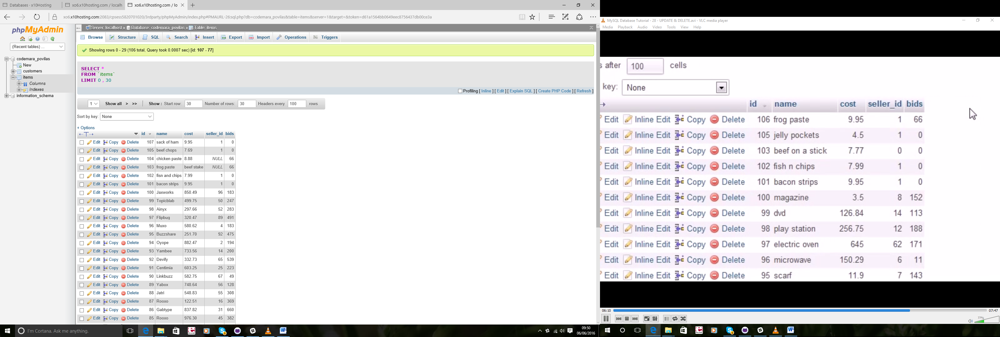 Databases - x10Hosting
xo6.x10hosting.com / localh
xo6.x10hosting.com / lo
xo6.x10hosting.com:2083/cpsess5820701020/3rdparty/phpMyAdmin/index.php#PMAURL-26:sql.php?db=codemara_povilas&table=items&server=1&target=&token=d61a1564bb0649eec8756437db00ce3a
phpMyAdmin
(Recent tables) ...
codemara_povilas
New
customers
items
Columns
Indexes
information_schema
Server: localhost » Database: codemara_povilas » Table: items
Browse Structure SQL Search Insert Export Import Operations Triggers
Showing rows 0 - 29 (106 total, Query took 0.0007 sec) [id: 107 - 77]
SELECT *
FROM `items`
LIMIT 0 , 30
Profiling [ Inline ] [ Edit ] [ Explain SQL ] [ Create PHP Code ] [ Refresh ]
1 Show all > >> Show : Start row: 30 Number of rows: 30 Headers every 100 rows
Sort by key: None
+ Options
←T→ id name cost seller_id bids
Edit Copy Delete 107 sack of ham 9.95 1 0
Edit Copy Delete 105 beef chops 7.69 1 0
Edit Copy Delete 104 chicken paste 8.88 NULL 66
Edit Copy Delete 103 frog paste beef stake NULL 66
Edit Copy Delete 102 fisn and chips 7.99 1 0
Edit Copy Delete 101 bacon strips 9.95 1 0
Edit Copy Delete 100 Jaxworks 850.49 96 183
Edit Copy Delete 99 Topicblab 499.75 50 247
Edit Copy Delete 98 Ainyx 297.66 52 283
Edit Copy Delete 97 Flipbug 320.47 89 491
Edit Copy Delete 96 Muxo 580.62 4 183
Edit Copy Delete 95 Buzzshare 251.70 92 475
Edit Copy Delete 94 Oyope 882.47 2 194
Edit Copy Delete 93 Yambee 733.56 14 200
Edit Copy Delete 92 Devify 332.73 65 539
Edit Copy Delete 91 Centimia 603.25 25 223
Edit Copy Delete 90 Linkbuzz 582.75 67 49
Edit Copy Delete 89 Yabox 748.64 56 128
Edit Copy Delete 88 Jatri 548.83 55 308
Edit Copy Delete 87 Rooxo 122.51 16 369
Edit Copy Delete 86 Gabtype 837.82 31 660
Edit Copy Delete 85 Rooxo 976.30 45 382
I'm Cortana. Ask me anything.
09:50
06/06/2016
MySQL Database Tutorial - 28 - UPDATE & DELETE.avi - VLC media player
Media Playback Audio Video Tools View Help
s after 100 cells
key: None
→ id name cost seller_id bids
Edit Inline Edit Copy Delete 106 frog paste 9.95 1 66
Edit Inline Edit Copy Delete 105 jelly pockets 4.5 1 0
Edit Inline Edit Copy Delete 103 beef on a stick 7.77 0 0
Edit Inline Edit Copy Delete 102 fish n chips 7.99 1 0
Edit Inline Edit Copy Delete 101 bacon strips 9.95 1 0
Edit Inline Edit Copy Delete 100 magazine 3.5 8 152
Edit Inline Edit Copy Delete 99 dvd 126.84 14 113
Edit Inline Edit Copy Delete 98 play station 256.75 12 188
Edit Inline Edit Copy Delete 97 electric oven 645 62 171
Edit Inline Edit Copy Delete 96 microwave 150.29 6 11
Edit Inline Edit Copy Delete 95 scarf 11.9 7 143
06:10
07:47
77%